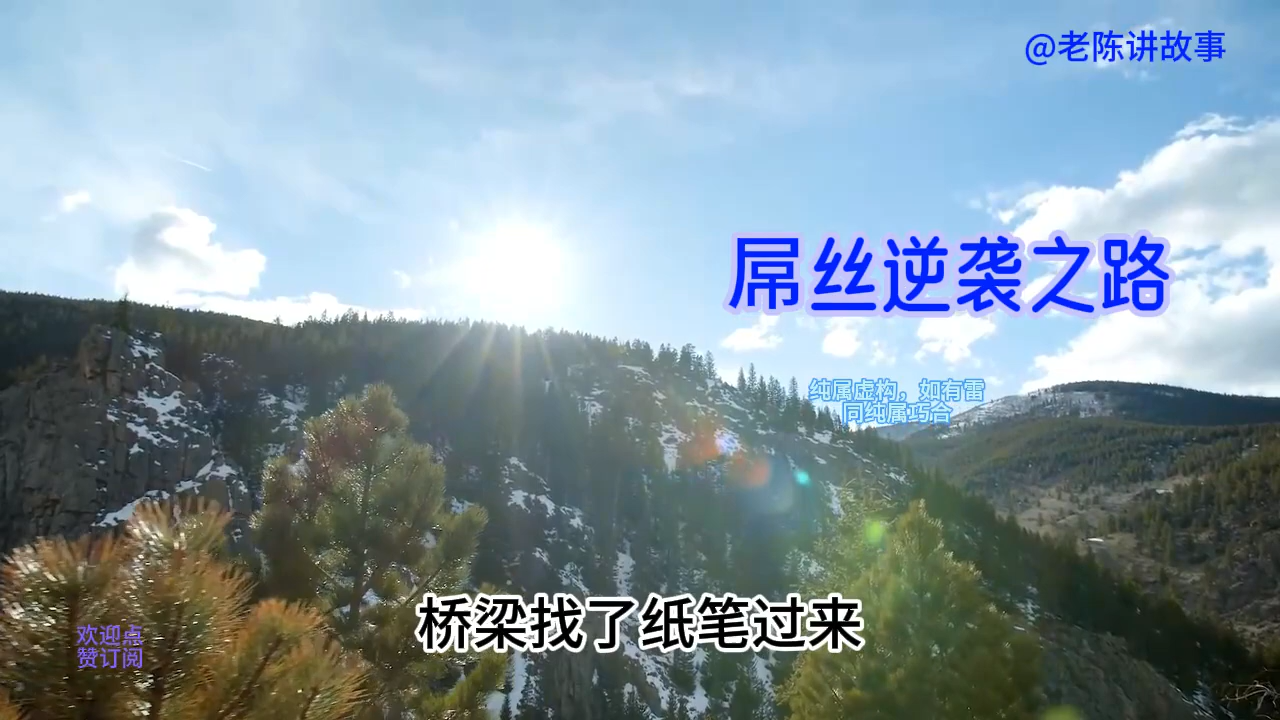 @老陈讲故事
屌丝逆袭之路
纯属虚构，如有雷
同纯属巧合
桥梁找了纸笔过来
欢迎点
赞订阅